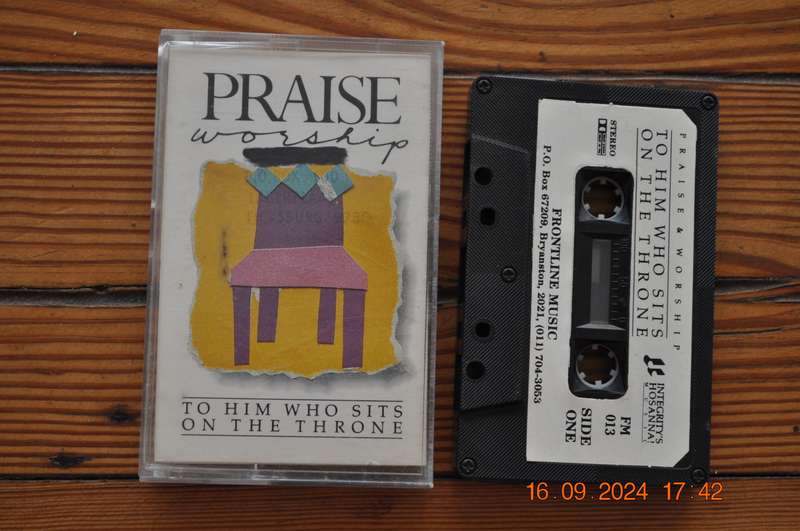 PRAISE
worship
TO HIM WHO SITS
ON THE THRONE
PRAISE & WORSHIP
TO HIM WHO SITS
ON THE THRONE
STEREO
INTEGRITY'S
HOSANNA!
MUSIC
FM
013
SIDE
ONE
FRONTLINE MUSIC
P.O. Box 67209, Bryanston, 2021, (011) 704-3053
16.09.2024 17:42